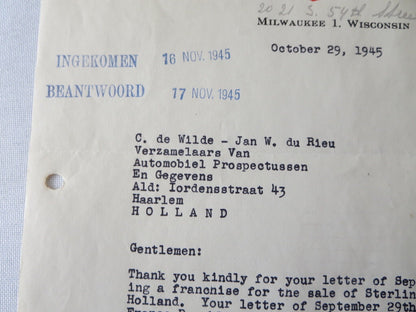 2021 S. 54th Stree
MILWAUKEE 1, WISCONSIN
October 29, 1945
INGEKOMEN 16 NOV. 1945
BEANTWOORD 17 NOV. 1945
C. de Wilde - Jan W. du Rieu
Verzamelaars Van
Automobiel Prospectussen
En Gegevens
Ald: Iordensstraat 43
Haarlem
H O L L A N D
Gentlemen:
Thank you kindly for your letter of Sep
ing a franchise for the sale of Sterlin
Holland. Your letter of September 29th